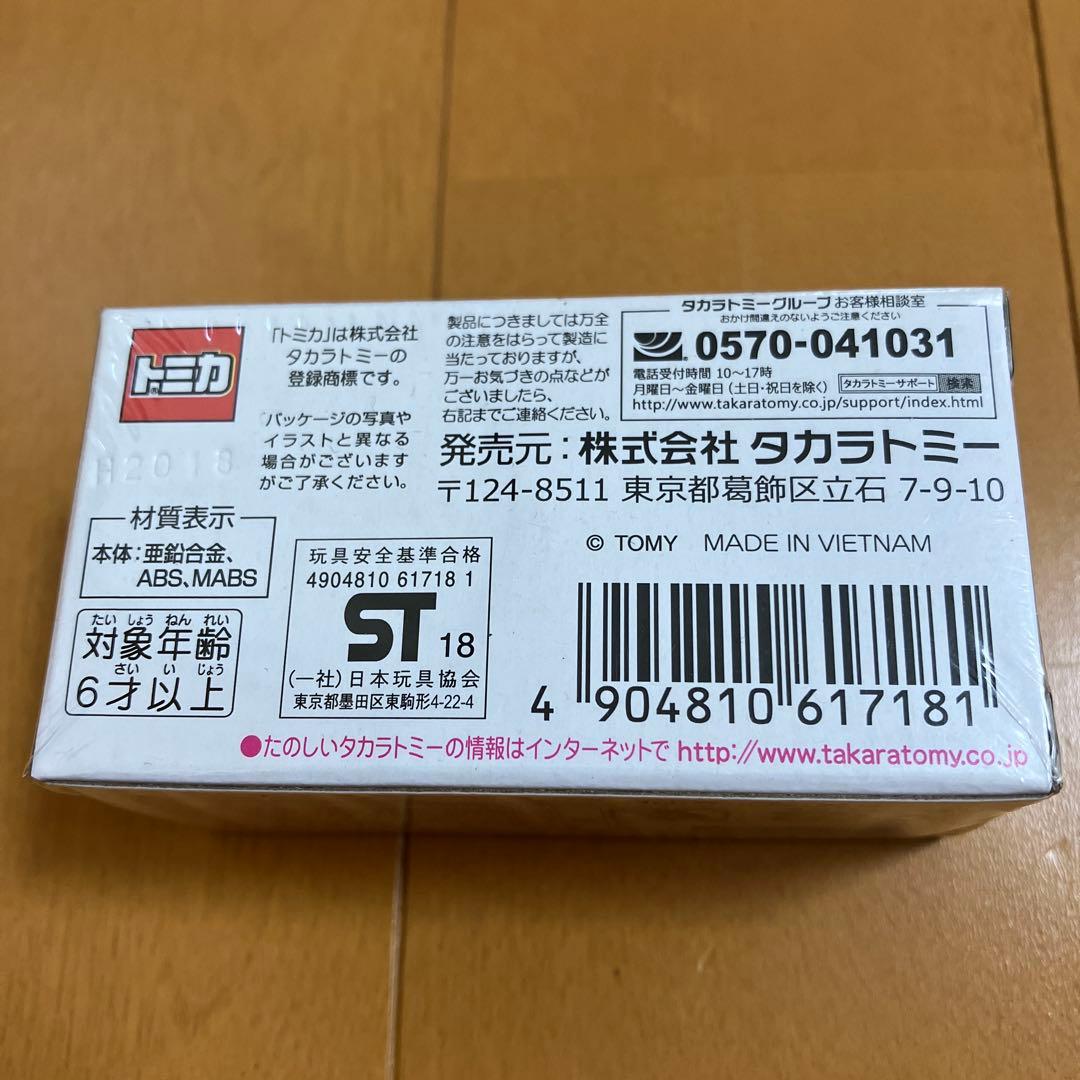 トミカ
「トミカ」は株式会社
タカラトミーの
登録商標です。
パッケージの写真や
イラストと異なる
場合がございます
がご了承ください。
H2018
材質表示
本体:亜鉛合金、
ABS、MABS
たい しょう ねん れい
対象年齢
さい い じょう
6才以上
製品につきましては万全
の注意をはらって製造に
当たっておりますが、
万一お気づきの点などが
ございましたら、
右記までご連絡ください。
タカラトミーグループ お客様相談室
おかけ間違えのないようご注意ください
0570-041031
電話受付時間 10〜17時
月曜日〜金曜日(土日・祝日を除く) タカラトミーサポート 検索
http://www.takaratomy.co.jp/support/index.html
発売元:株式会社 タカラトミー
〒124-8511 東京都葛飾区立石 7-9-10
© TOMY MADE IN VIETNAM
玩具安全基準合格
4904810 61718 1
ST 18
(一社)日本玩具協会
東京都墨田区東駒形4-22-4
4 904810 617181
●たのしいタカラトミーの情報はインターネットで http://www.takaratomy.co.jp